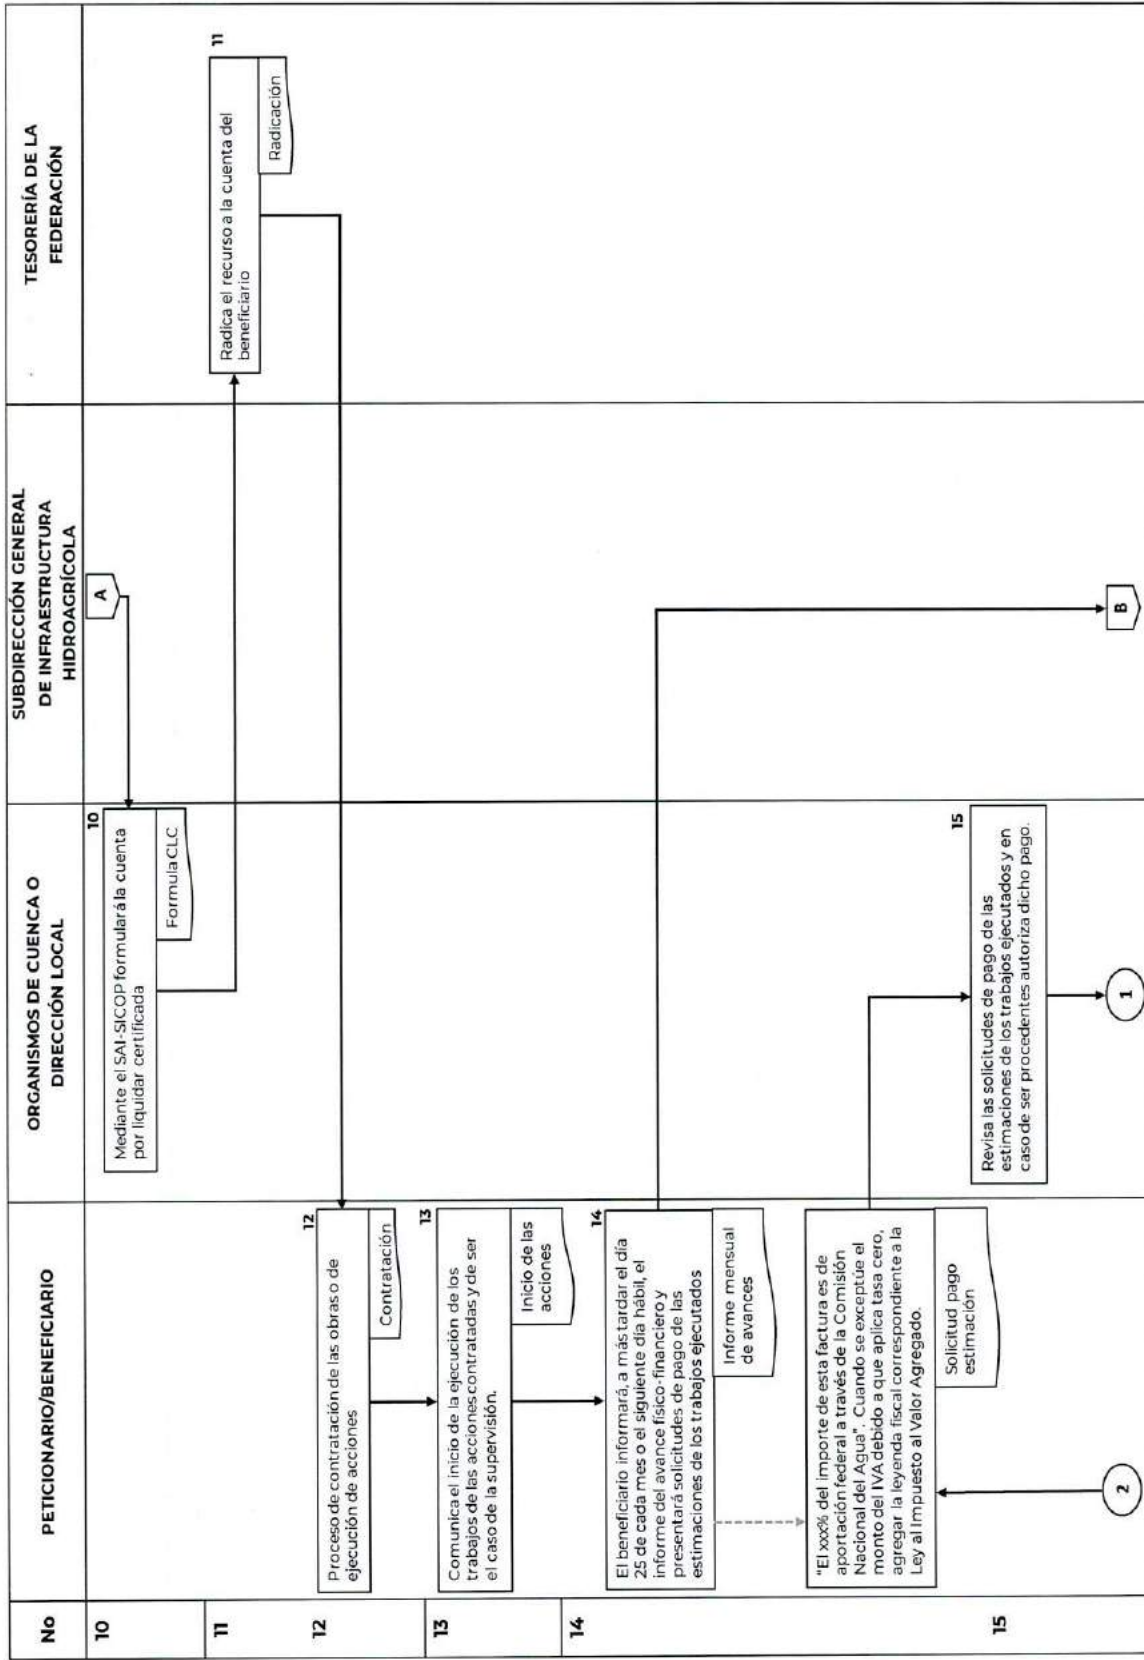 No
PETICIONARIO/BENEFICIARIO
ORGANISMOS DE CUENCA O
DIRECCIÓN LOCAL
SUBDIRECCIÓN GENERAL
DE INFRAESTRUCTURA
HIDROAGRÍCOLA
TESORERÍA DE LA
FEDERACIÓN
10
A
10
Mediante el SAI-SICOP formulará la cuenta
por liquidar certificada
Formula CLC
11
11
Radica el recurso a la cuenta del
beneficiario
Radicación
12
12
Proceso de contratación de las obras o de
ejecución de acciones
Contratación
13
13
Comunica el inicio de la ejecución de los
trabajos de las acciones contratadas y de ser
el caso de la supervisión.
Inicio de las
acciones
14
14
El beneficiario informará, a más tardar el día
25 de cada mes o el siguiente día hábil, el
informe del avance físico-financiero y
presentará solicitudes de pago de las
estimaciones de los trabajos ejecutados
Informe mensual
de avances
"El xxx% del importe de esta factura es de
aportación federal a través de la Comisión
Nacional del Agua". Cuando se exceptúe el
monto del IVA debido a que aplica tasa cero,
agregar la leyenda fiscal correspondiente a la
Ley al Impuesto al Valor Agregado.
Solicitud pago
estimación
15
15
Revisa las solicitudes de pago de las
estimaciones de los trabajos ejecutados y en
caso de ser procedentes autoriza dicho pago.
2
1
B